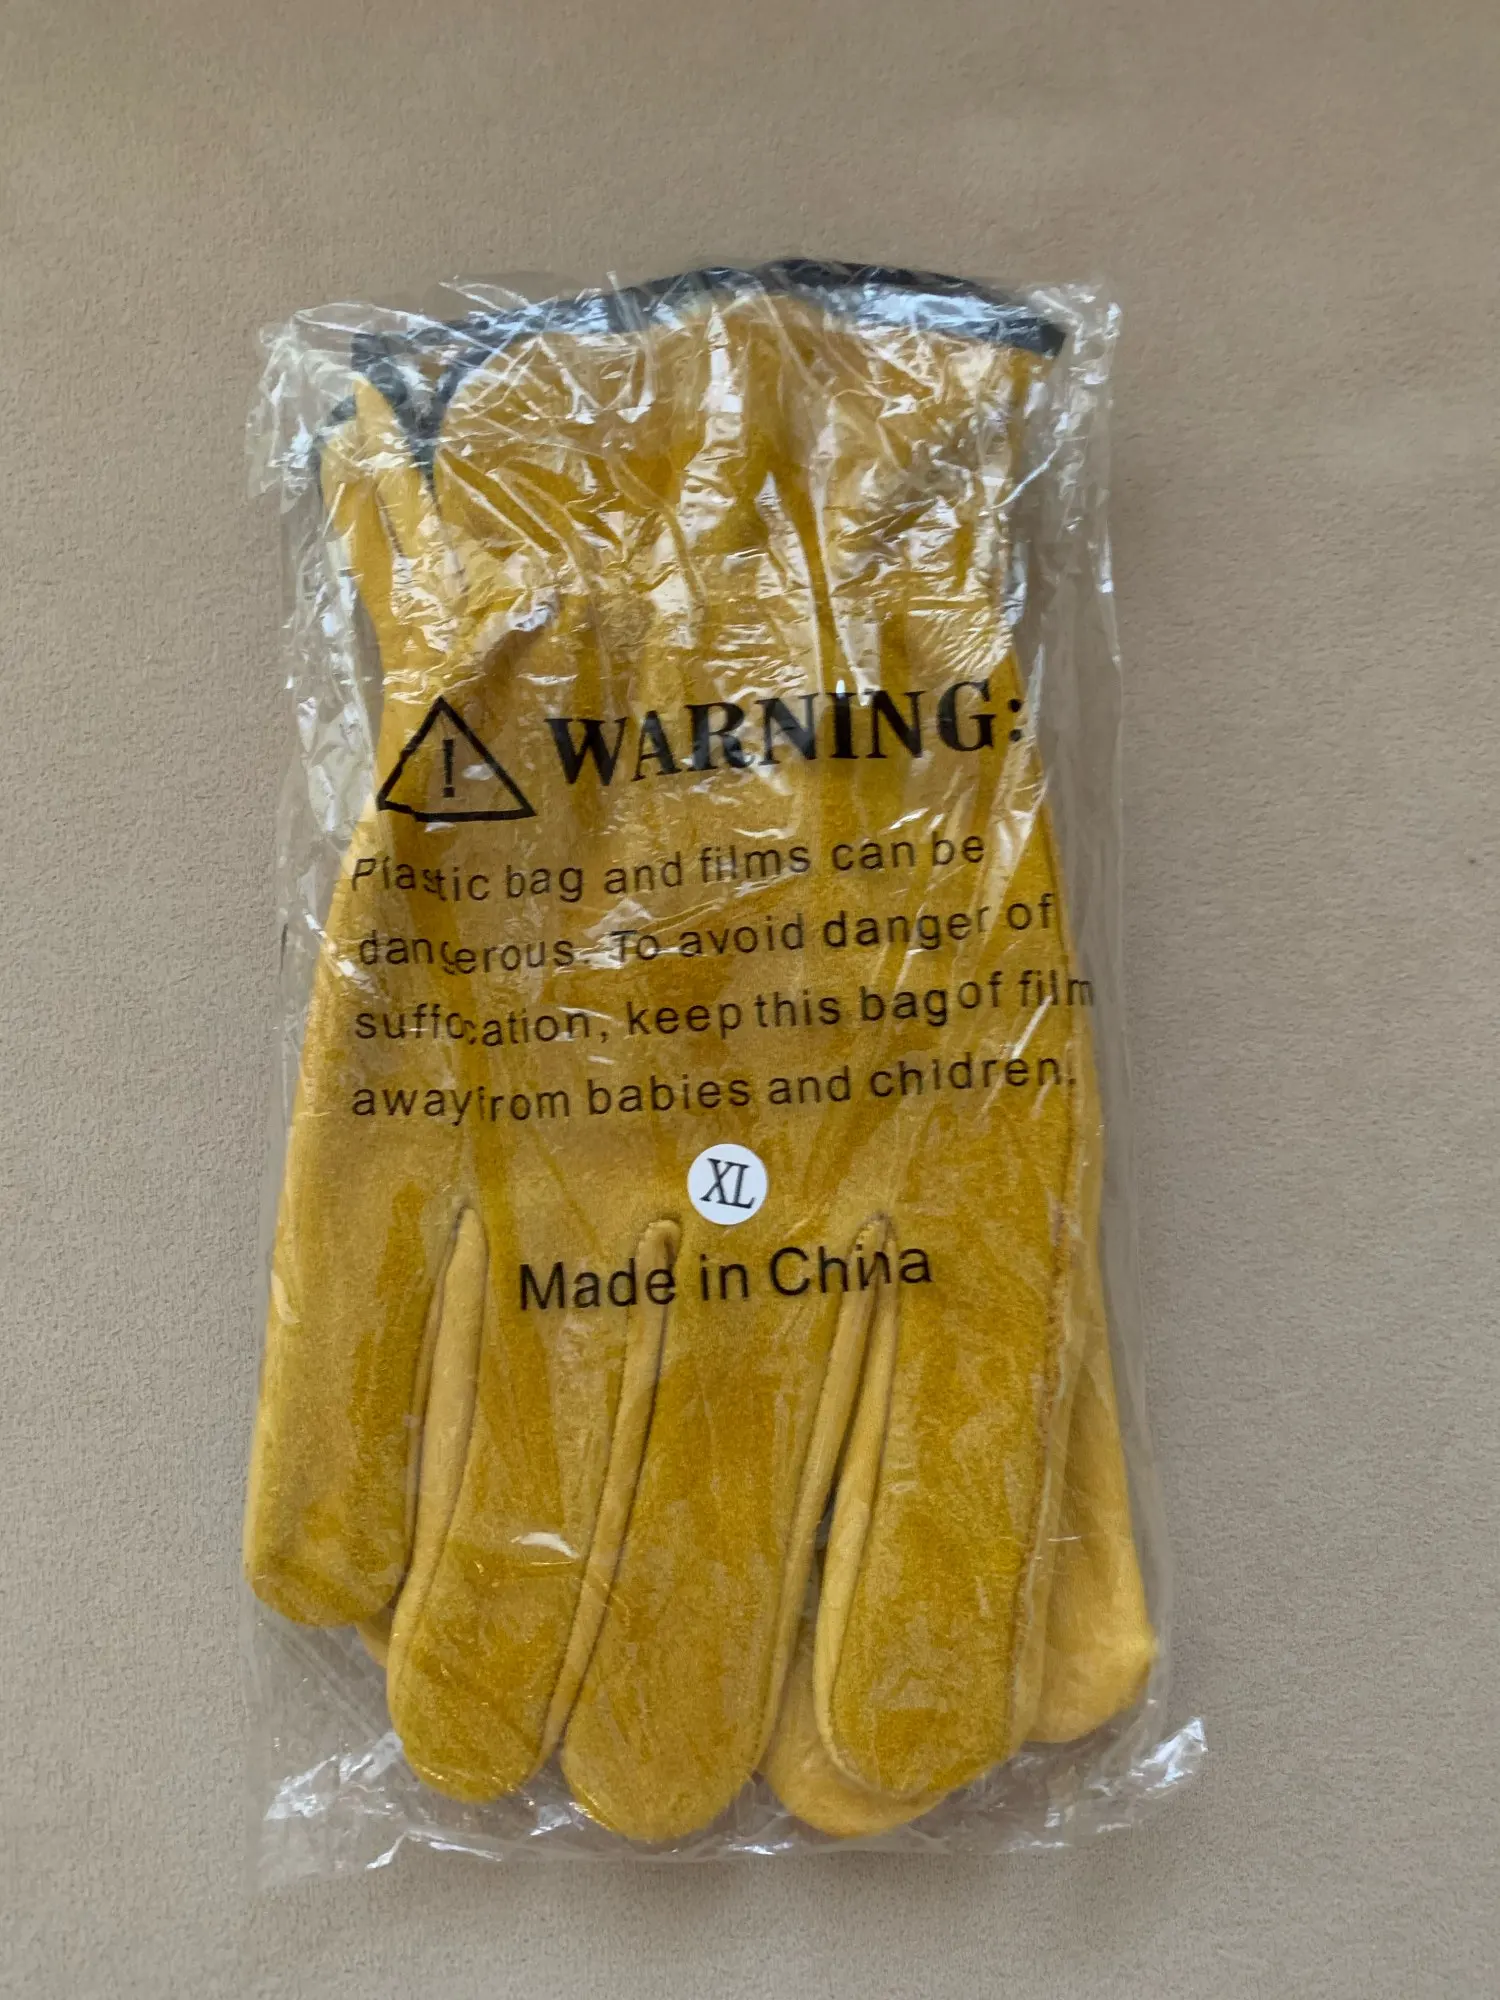 WARNING:
Plastic bag and films can be
dangerous. To avoid danger of
suffocation, keep this bag of film
away from babies and chidren.
XL
Made in China